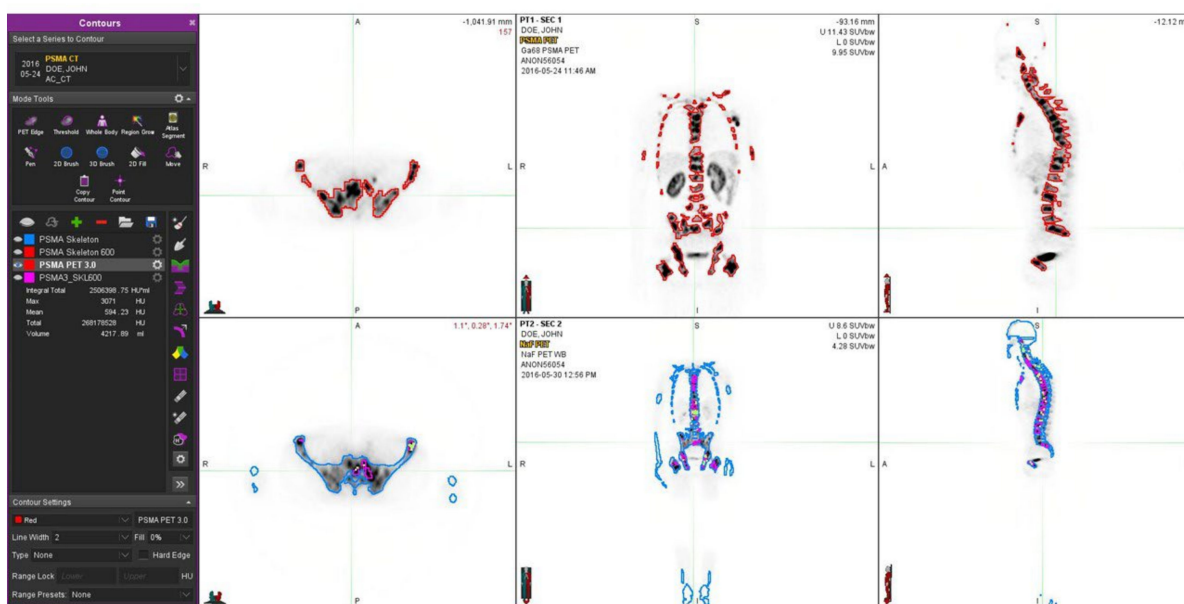 Contours
Select a Series to Contour
2016
05-24
PSMA CT
DOE, JOHN
AC_CT
Mode Tools
PET Edge
Threshold
Whole Body
Region Grow
Atlas Segment
Pen
2D Brush
3D Brush
2D Fill
Move
Copy Contour
Point Contour
PSMA Skeleton
PSMA Skeleton 600
PSMA PET 3.0
PSMA3_SKL600
Integral Total 2506398.75 HU*ml
Max 3071 HU
Mean 594.23 HU
Total 268178528 HU
Volume 4217.89 ml
Contour Settings
Red PSMA PET 3.0
Line Width 2 Fill 0%
Type None Hard Edge
Range Lock Lower Upper HU
Range Presets: None
A
-1,041.91 mm
157
R
L
P
PT1 - SEC 1
DOE, JOHN
PSMA PET
Ga68 PSMA PET
ANON56054
2016-05-24 11:46 AM
S
-93.16 mm
U 11.43 SUVbw
L 0 SUVbw
9.95 SUVbw
R
L
I
S
-12.12 mm
A
I
A
1.1°, 0.28°, 1.74°
R
L
P
PT2 - SEC 2
DOE, JOHN
NaF PET
NaF PET WB
ANON56054
2016-05-30 12:56 PM
S
U 8.6 SUVbw
L 0 SUVbw
4.28 SUVbw
R
L
I
S
A
I